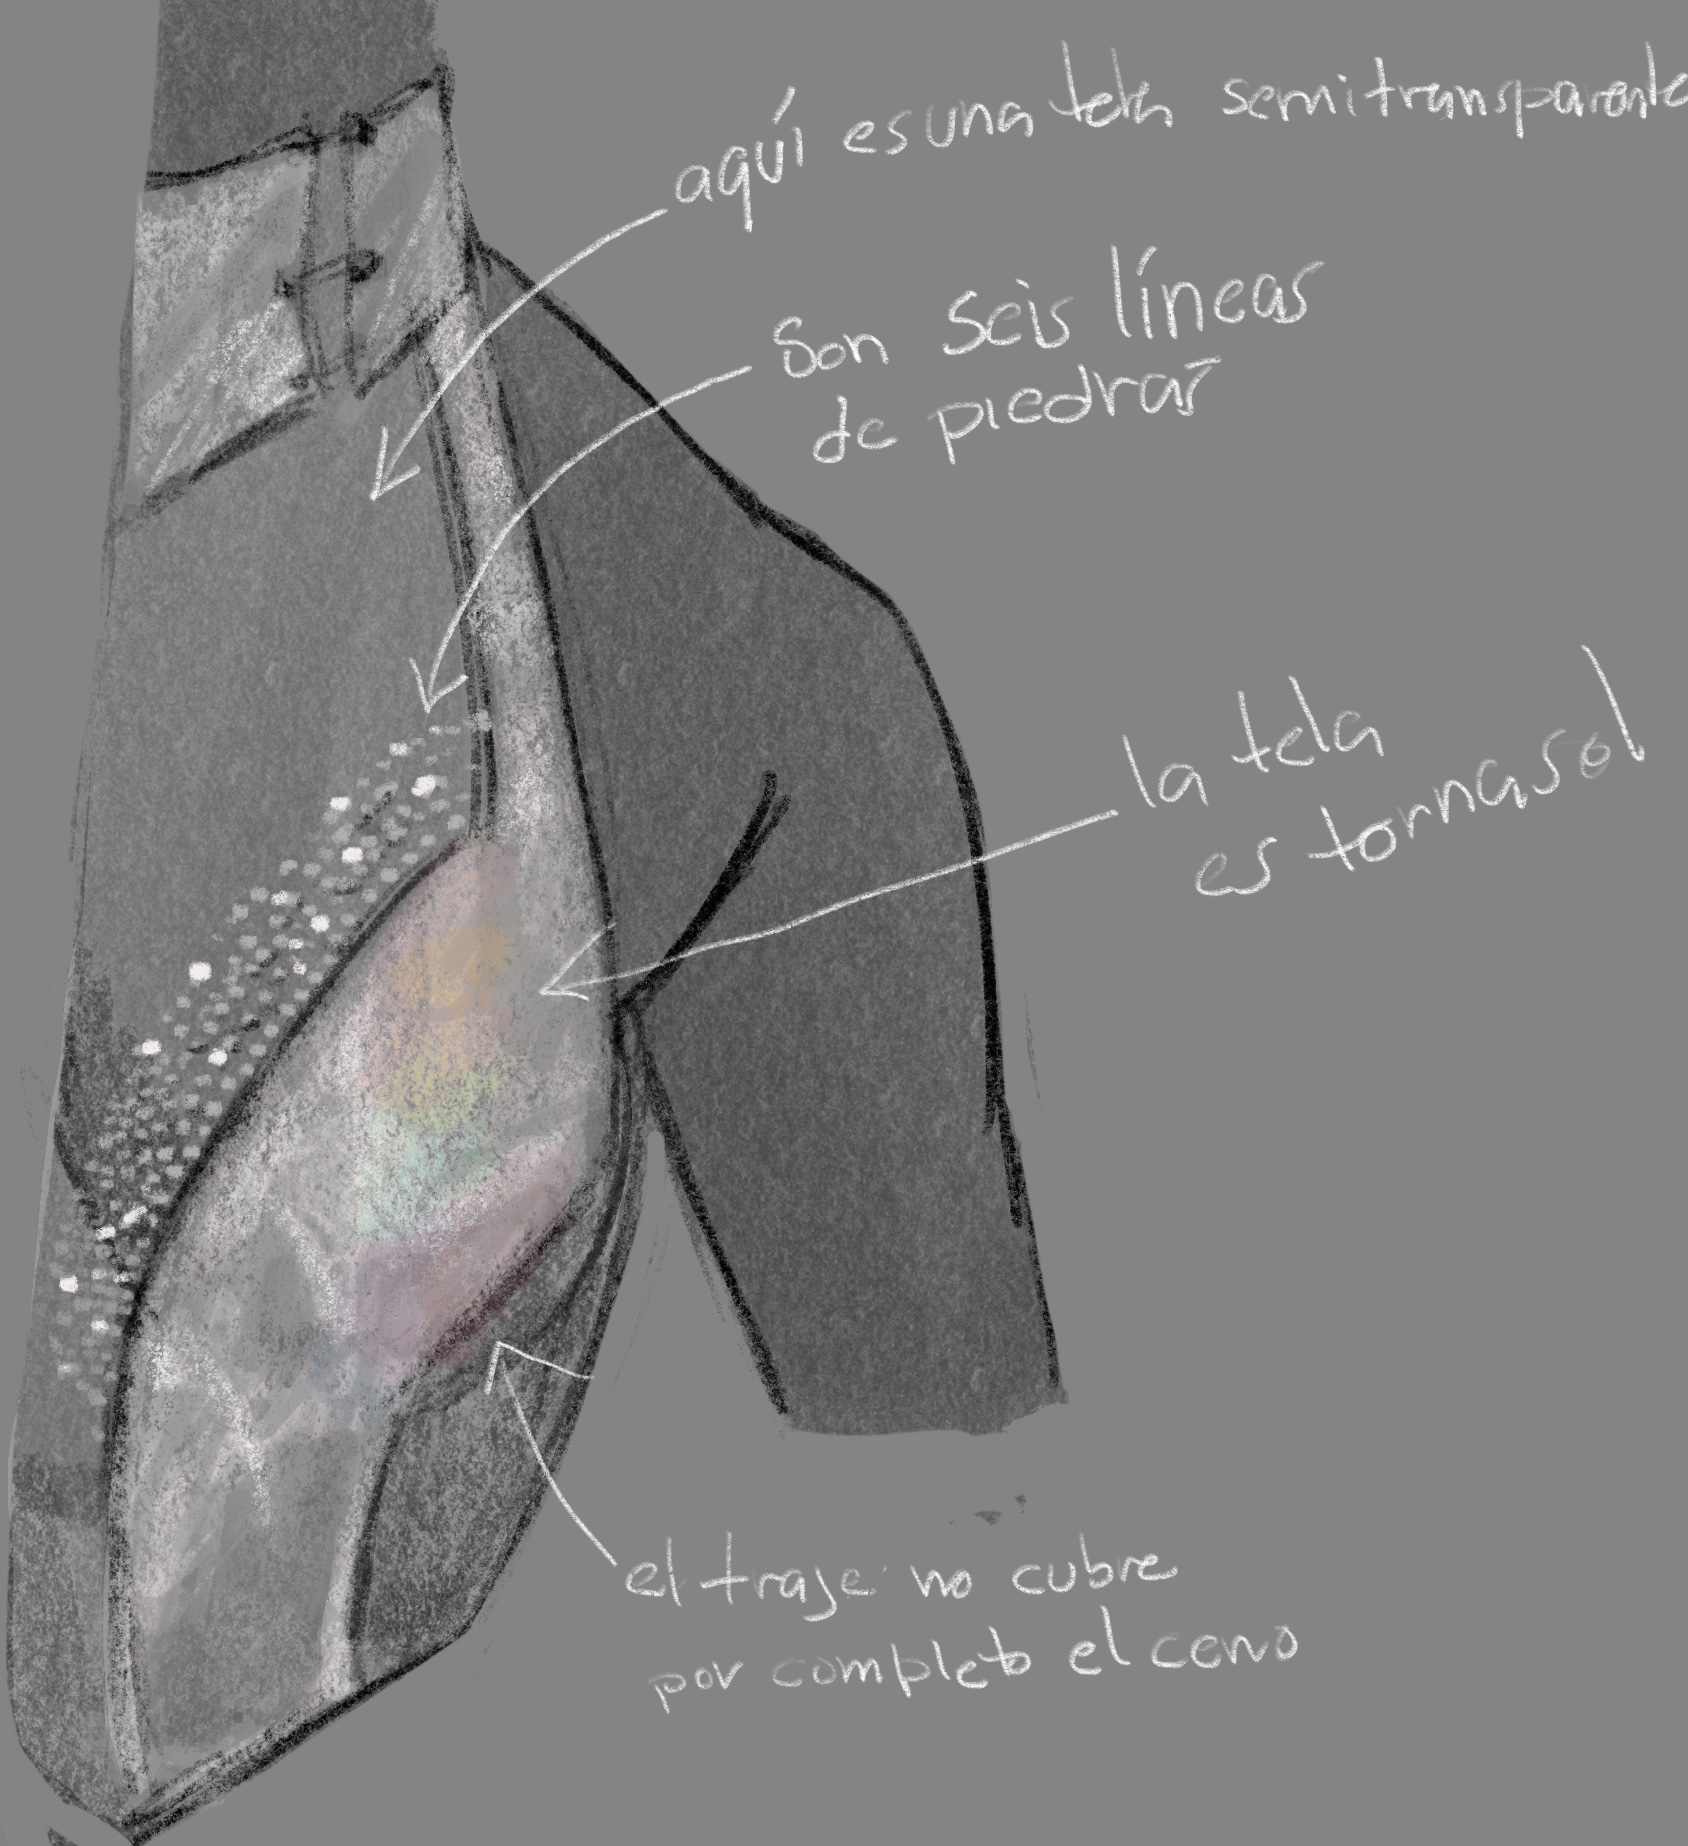 aquí es una tela semitransparente
Son seis líneas
de piedras
la tela
es tornasol
el traje no cubre
por completo el ceno